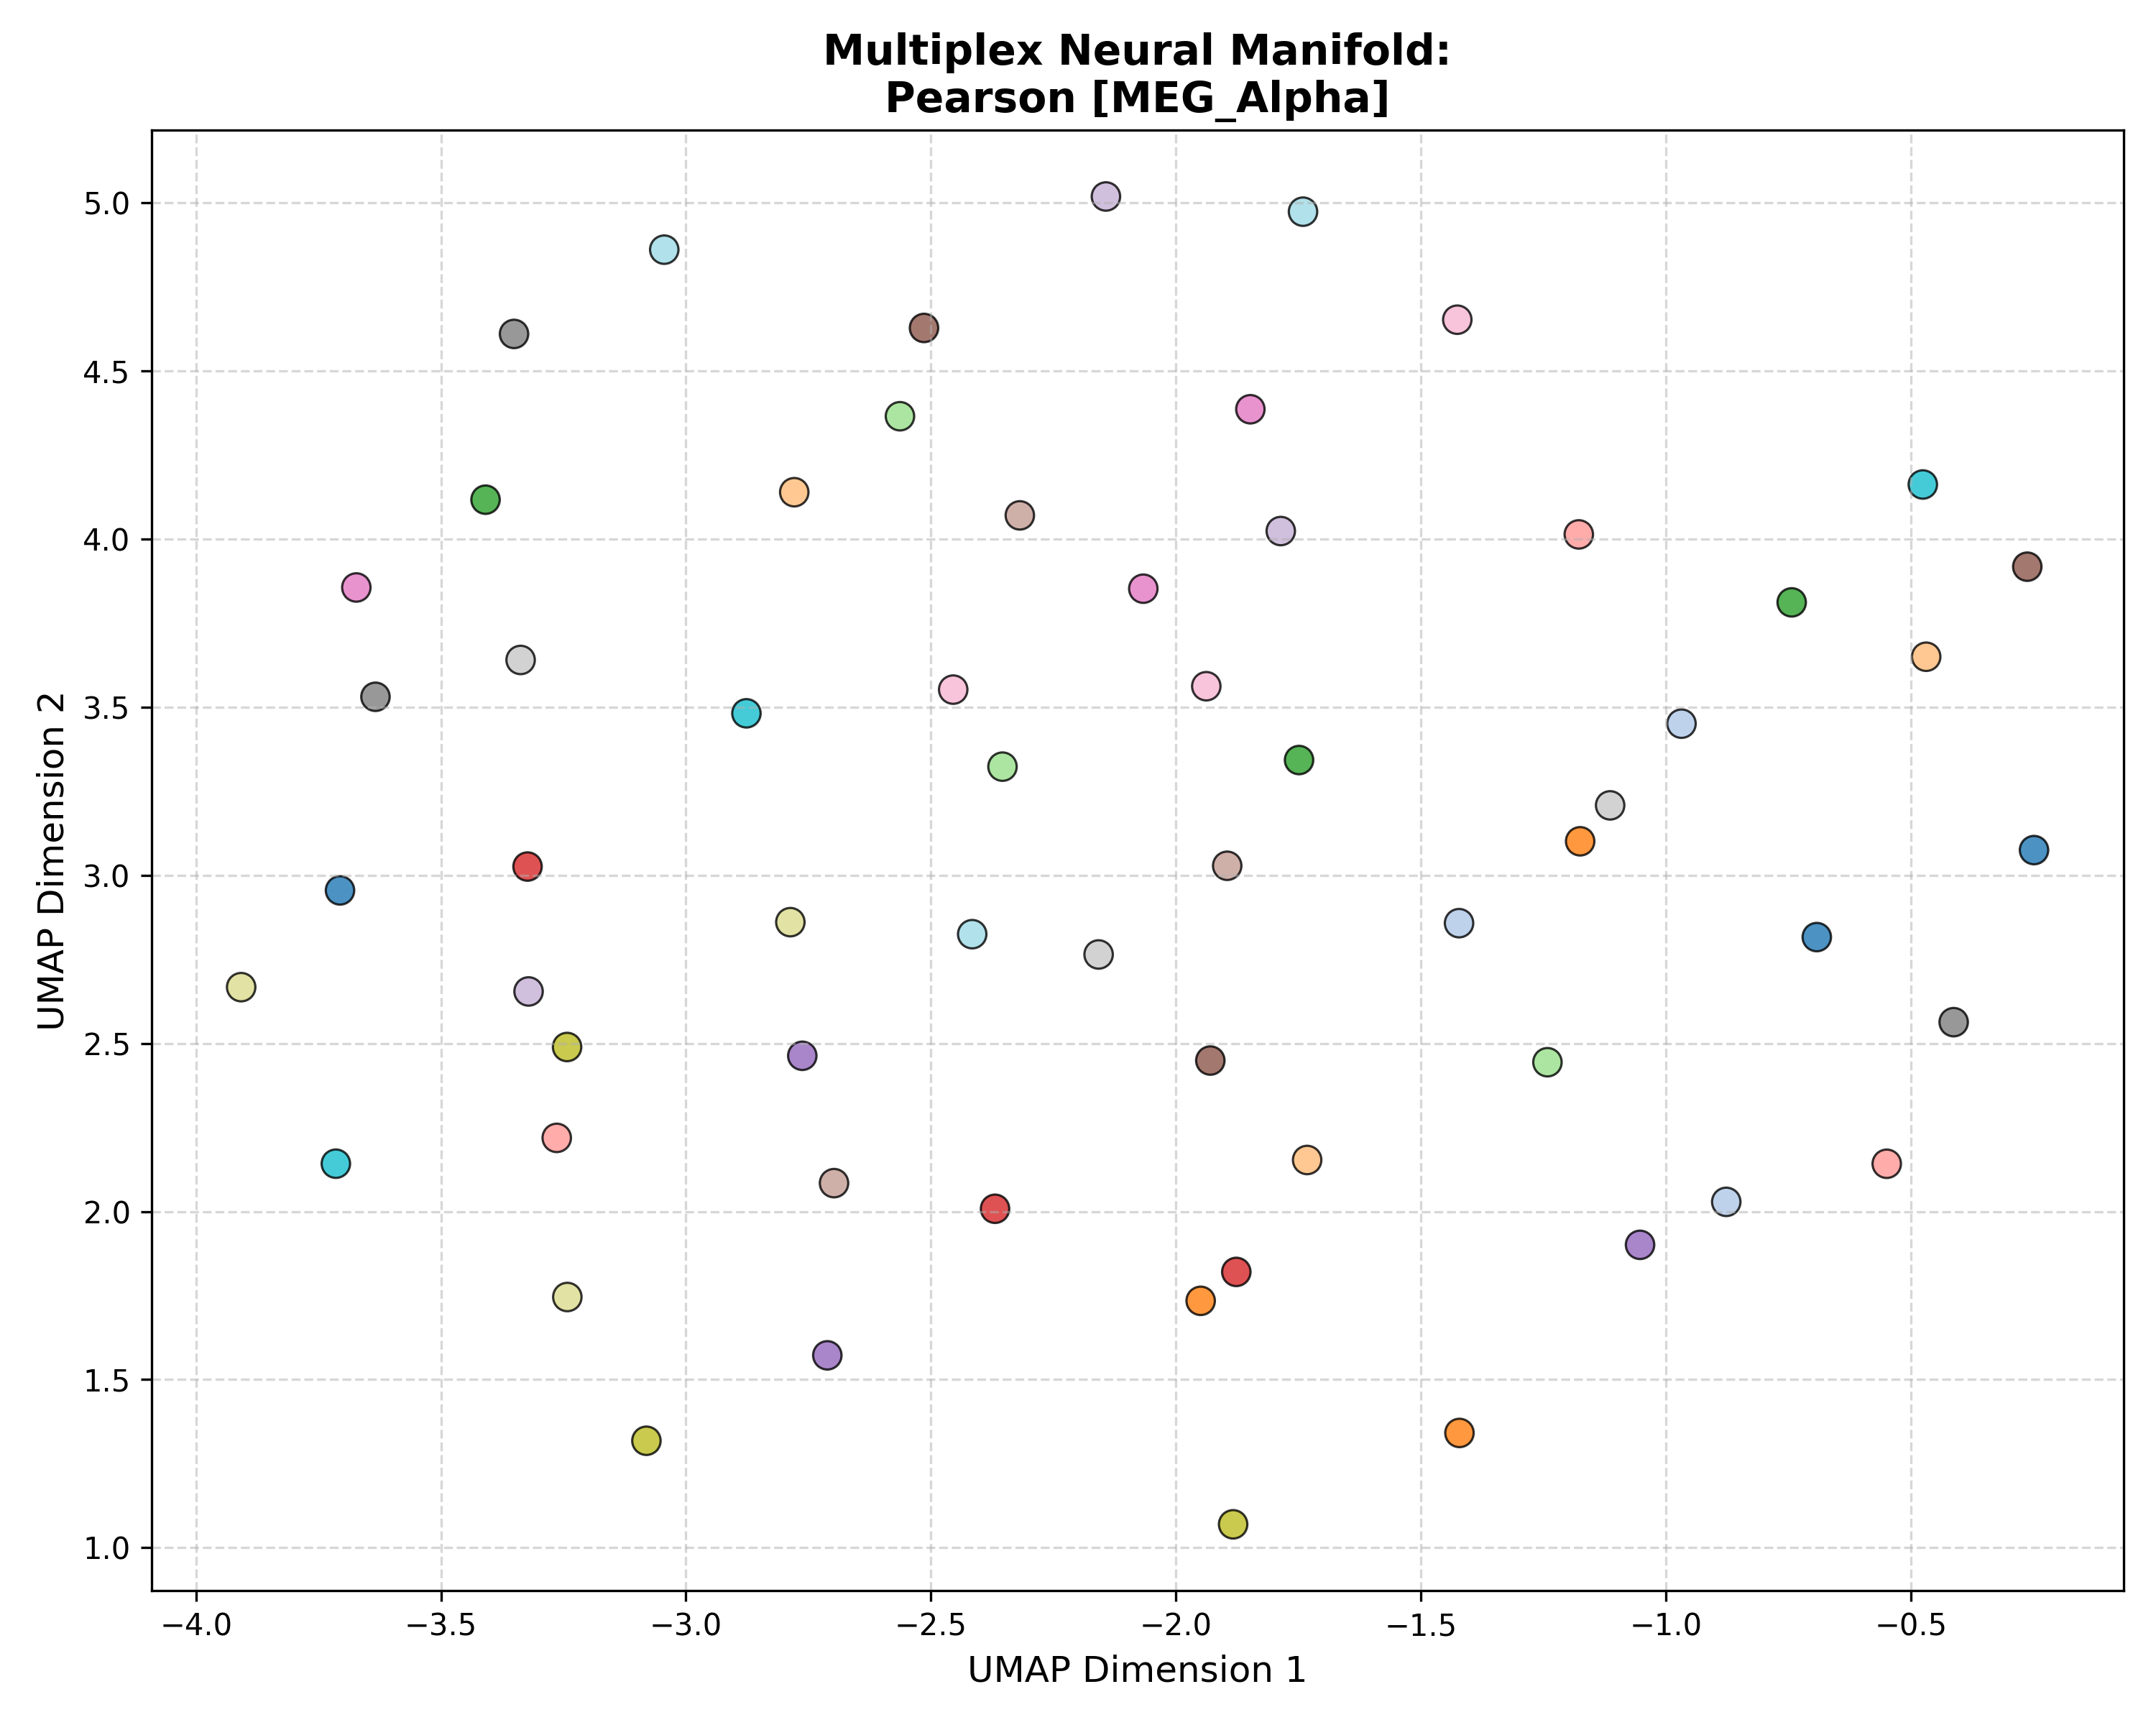 Multiplex Neural Manifold:
Pearson [MEG_Alpha]
UMAP Dimension 2
5.0
4.5
4.0
3.5
3.0
2.5
2.0
1.5
1.0
−4.0 −3.5 −3.0 −2.5 −2.0 −1.5 −1.0 −0.5
UMAP Dimension 1